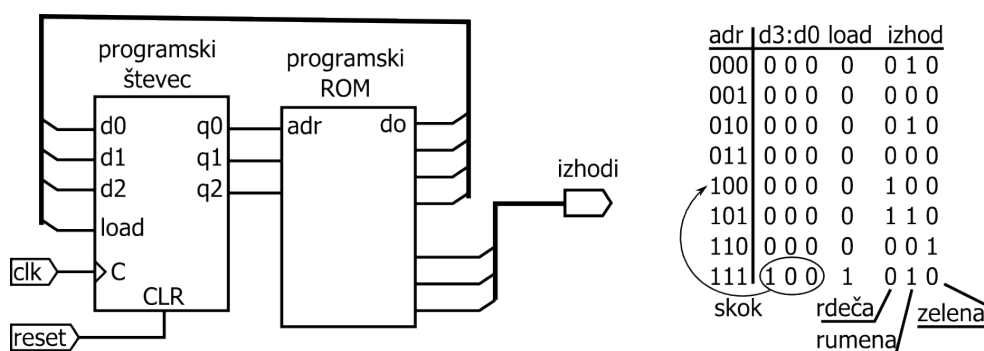 programski
števec
d0
d1
d2
load
q0
q1
q2
C
CLR
clk
reset
programski
ROM
adr
do
izhodi
adr d3:d0 load izhod
000 0 0 0 0 0 1 0
001 0 0 0 0 0 0 0
010 0 0 0 0 0 1 0
011 0 0 0 0 0 0 0
100 0 0 0 0 1 0 0
101 0 0 0 0 1 1 0
110 0 0 0 0 0 0 1
111 1 0 0 1 0 1 0
skok
rdeča
rumena
zelena